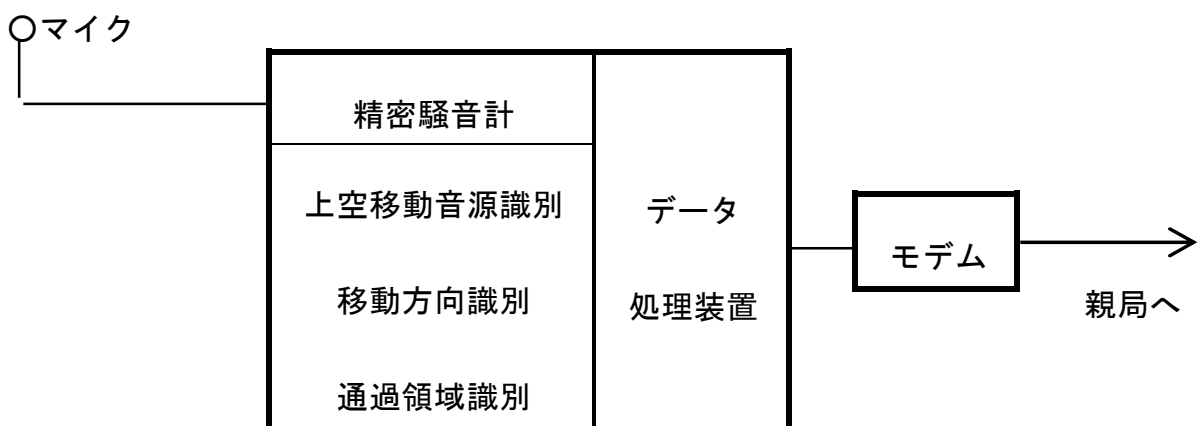 マイク
精密騒音計
上空移動音源識別
移動方向識別
通過領域識別
データ
処理装置
モデム
親局へ